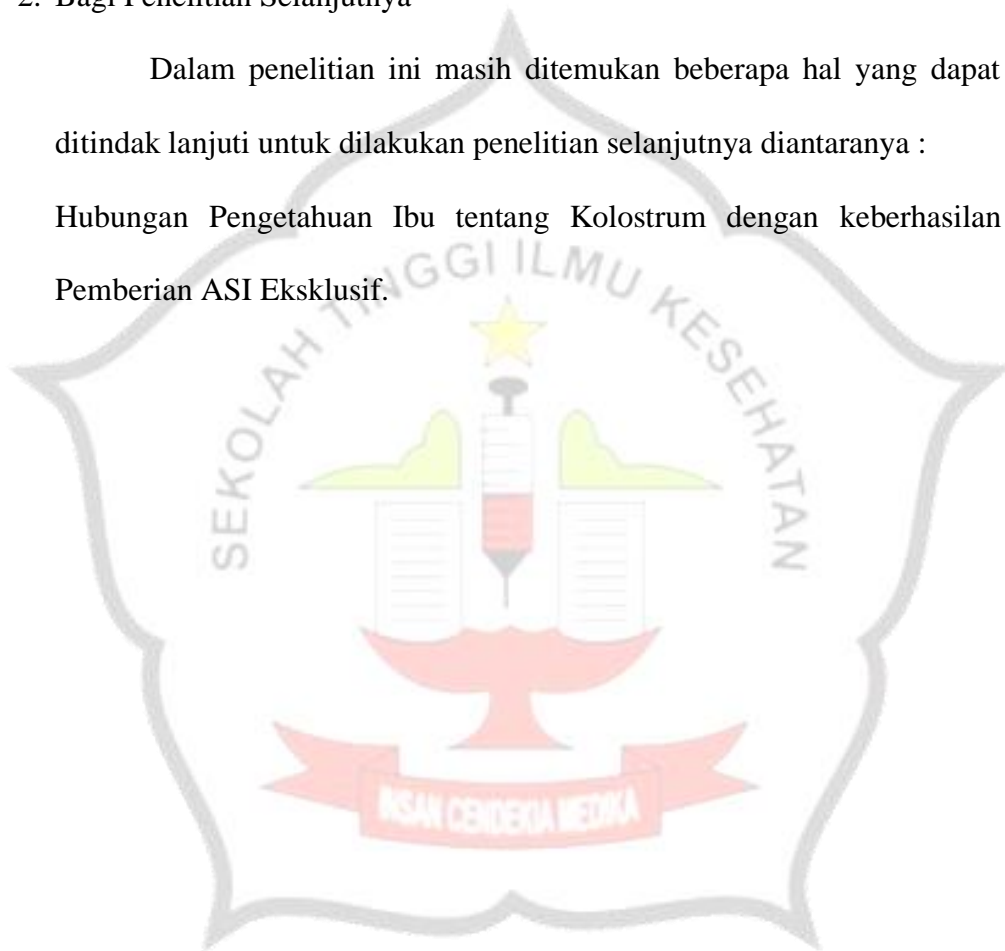 2. Bagi Penelitian Selanjutnya
Dalam penelitian ini masih ditemukan beberapa hal yang dapat
ditindak lanjuti untuk dilakukan penelitian selanjutnya diantaranya :
Hubungan Pengetahuan Ibu tentang Kolostrum dengan keberhasilan
Pemberian ASI Eksklusif.
SEKOLAH TINGGI ILMU KESEHATAN
INSAN CENDEKIA MEDIKA